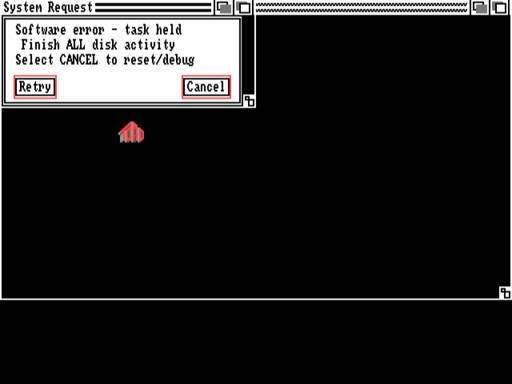 System Request
Software error - task held
Finish ALL disk activity
Select CANCEL to reset/debug
Retry Cancel